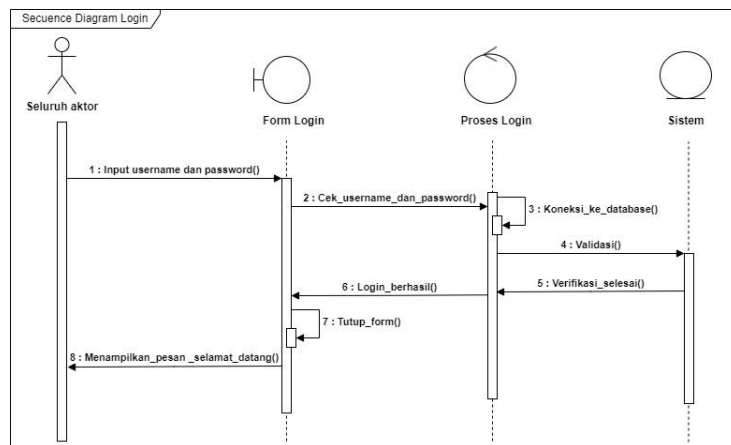 Secuence Diagram Login
Seluruh aktor
Form Login
Proses Login
Sistem
1 : Input username dan password()
2 : Cek_username_dan_password()
3 : Koneksi_ke_database()
4 : Validasi()
5 : Verifikasi_selesai()
6 : Login_berhasil()
7 : Tutup_form()
8 : Menampilkan_pesan _selamat_datang()